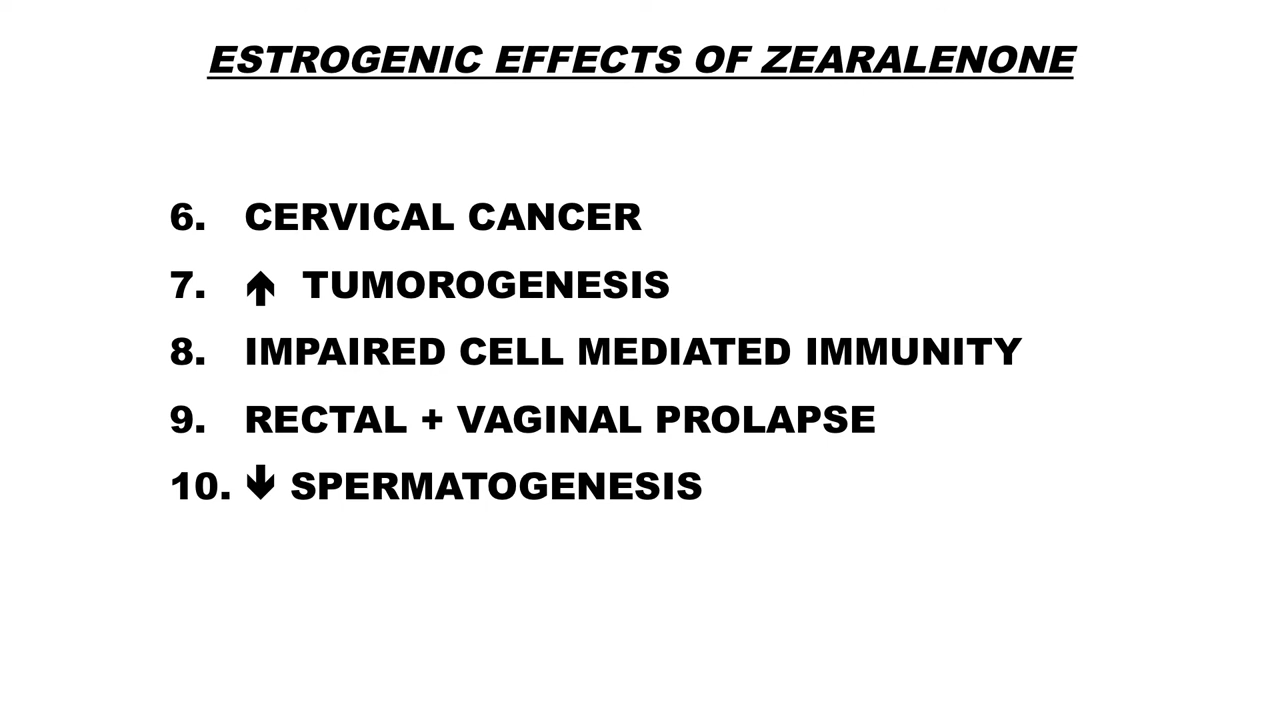 ESTROGENIC EFFECTS OF ZEARALENONE
6. CERVICAL CANCER
7. ↑ TUMOROGENESIS
8. IMPAIRED CELL MEDIATED IMMUNITY
9. RECTAL + VAGINAL PROLAPSE
10. ↓ SPERMATOGENESIS